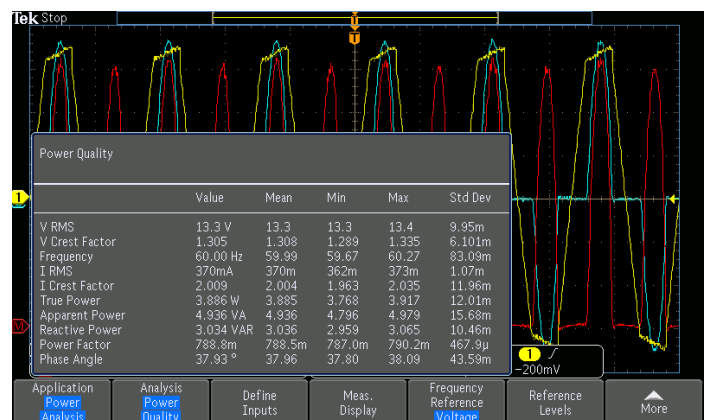 Tek Stop
T
T
Power Quality
Value Mean Min Max Std Dev
V RMS 13.3 V 13.3 13.3 13.4 9.95m
V Crest Factor 1.305 1.308 1.289 1.335 6.101m
Frequency 60.00 Hz 59.99 59.67 60.27 83.09m
I RMS 370mA 370m 362m 373m 1.07m
I Crest Factor 2.009 2.004 1.963 2.035 11.96m
True Power 3.886 W 3.885 3.768 3.917 12.01m
Apparent Power 4.936 VA 4.936 4.796 4.979 15.68m
Reactive Power 3.034 VAR 3.036 2.959 3.065 10.46m
Power Factor 788.8m 788.5m 787.0m 790.2m 467.9µ
Phase Angle 37.93 ° 37.96 37.80 38.09 43.59m
1
M
1
-200mV
Application
Power
Analysis
Analysis
Power
Quality
Define
Inputs
Meas.
Display
Frequency
Reference
Voltage
Reference
Levels
More